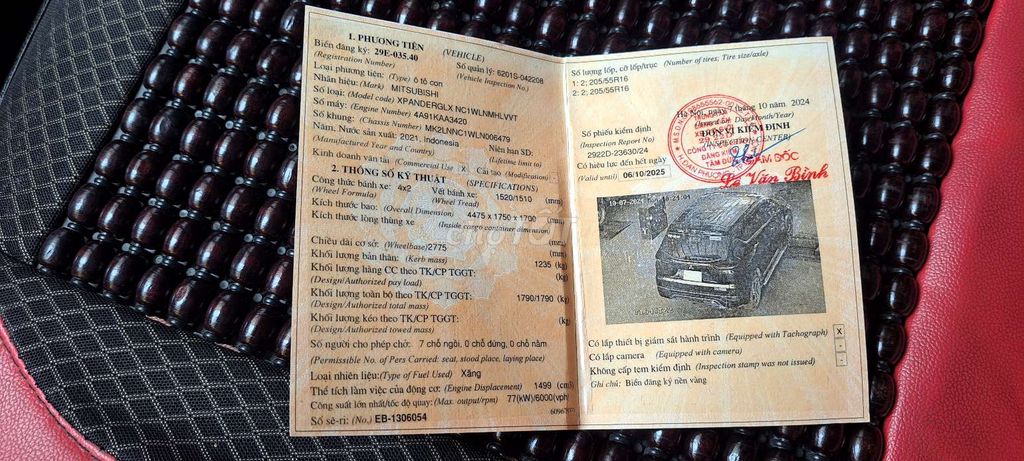 1. PHƯƠNG TIỆN (VEHICLE)
Biển đăng ký: 29E-035.40 Số quản lý: 6201S-042208
(Registration Number) (Vehicle Inspection No.)
Loại phương tiện: (Type) ô tô con
Nhãn hiệu: (Mark) MITSUBISHI
Số loại: (Model code) XPANDERGLX NC1WLNMHLVVT
Số máy: (Engine Number) 4A91KAA3420
Số khung: (Chassis Number) MK2LNNC1WLN006479
Năm, Nước sản xuất: 2021, Indonesia Niên hạn SD:
(Manufactured Year and Country) (Lifetime limit to)
Kinh doanh vận tải (Commercial Use): X Cải tạo (Modification): -
2. THÔNG SỐ KỸ THUẬT (SPECIFICATIONS)
Công thức bánh xe: 4x2 Vết bánh xe: 1520/1510 (mm)
(Wheel Formula) (Wheel Tread)
Kích thước bao: (Overall Dimension) 4475 x 1750 x 1700 (mm)
Kích thước lòng thùng xe (Inside cargo container dimension)
(mm)
Chiều dài cơ sở: (Wheelbase) 2775 (mm)
Khối lượng bản thân: (Kerb mass) 1235 (kg)
Khối lượng hàng CC theo TK/CP TGGT: (kg)
(Design/Authorized pay load)
Khối lượng toàn bộ theo TK/CP TGGT: 1790/1790 (kg)
(Design/Authorized total mass)
Khối lượng kéo theo TK/CP TGGT: (kg)
(Design/Authorized towed mass)
Số người cho phép chở: 7 chỗ ngồi, 0 chỗ đứng, 0 chỗ nằm
(Permissible No. of Pers Carried: seat, stood place, laying place)
Loại nhiên liệu: (Type of Fuel Used) Xăng
Thể tích làm việc của động cơ: (Engine Displacement) 1499 (cm3)
Công suất lớn nhất/tốc độ quay: (Max. output/rpm) 77(kW)/6000(vph)
Số sê-ri: (No.) EB-1306054
Số lượng lốp, cỡ lốp/trục (Number of tires; Tire size/axle)
1: 2; 205/55R16
2: 2; 205/55R16
Hà Nội, ngày 7 tháng 10 năm 2024
(Issued on: Day/Month/Year)
Số phiếu kiểm định ĐƠN VỊ KIỂM ĐỊNH
(Inspection Report No) (INSPECTION CENTER)
2922D-23630/24
Có hiệu lực đến hết ngày
(Valid until) 06/10/2025
GIÁM ĐỐC
Lê Văn Bình
Chợ TỐT
Có lắp thiết bị giám sát hành trình (Equipped with Tachograph) X
Có lắp camera (Equipped with camera) -
Không cấp tem kiểm định (Inspection stamp was not issued) -
Ghi chú: Biển đăng ký nền vàng